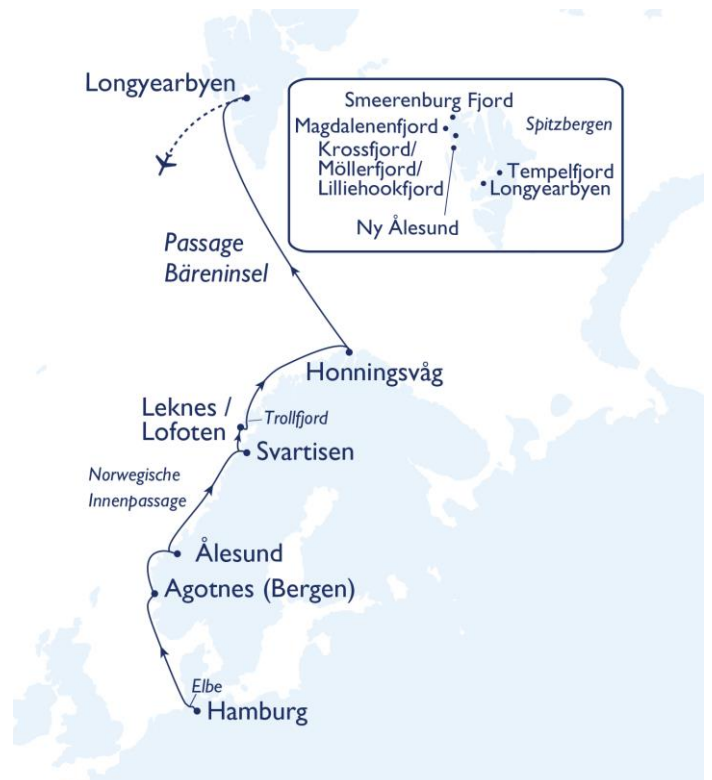 Longyearbyen
Smeerenburg Fjord
Magdalenenfjord
Spitzbergen
Krossfjord/
Möllerfjord/
Lilliehookfjord
Tempelfjord
Longyearbyen
Ny Ålesund
Passage
Bäreninsel
Honningsvåg
Leknes /
Lofoten
Trollfjord
Svartisen
Norwegische
Innenpassage
Ålesund
Agotnes (Bergen)
Elbe
Hamburg